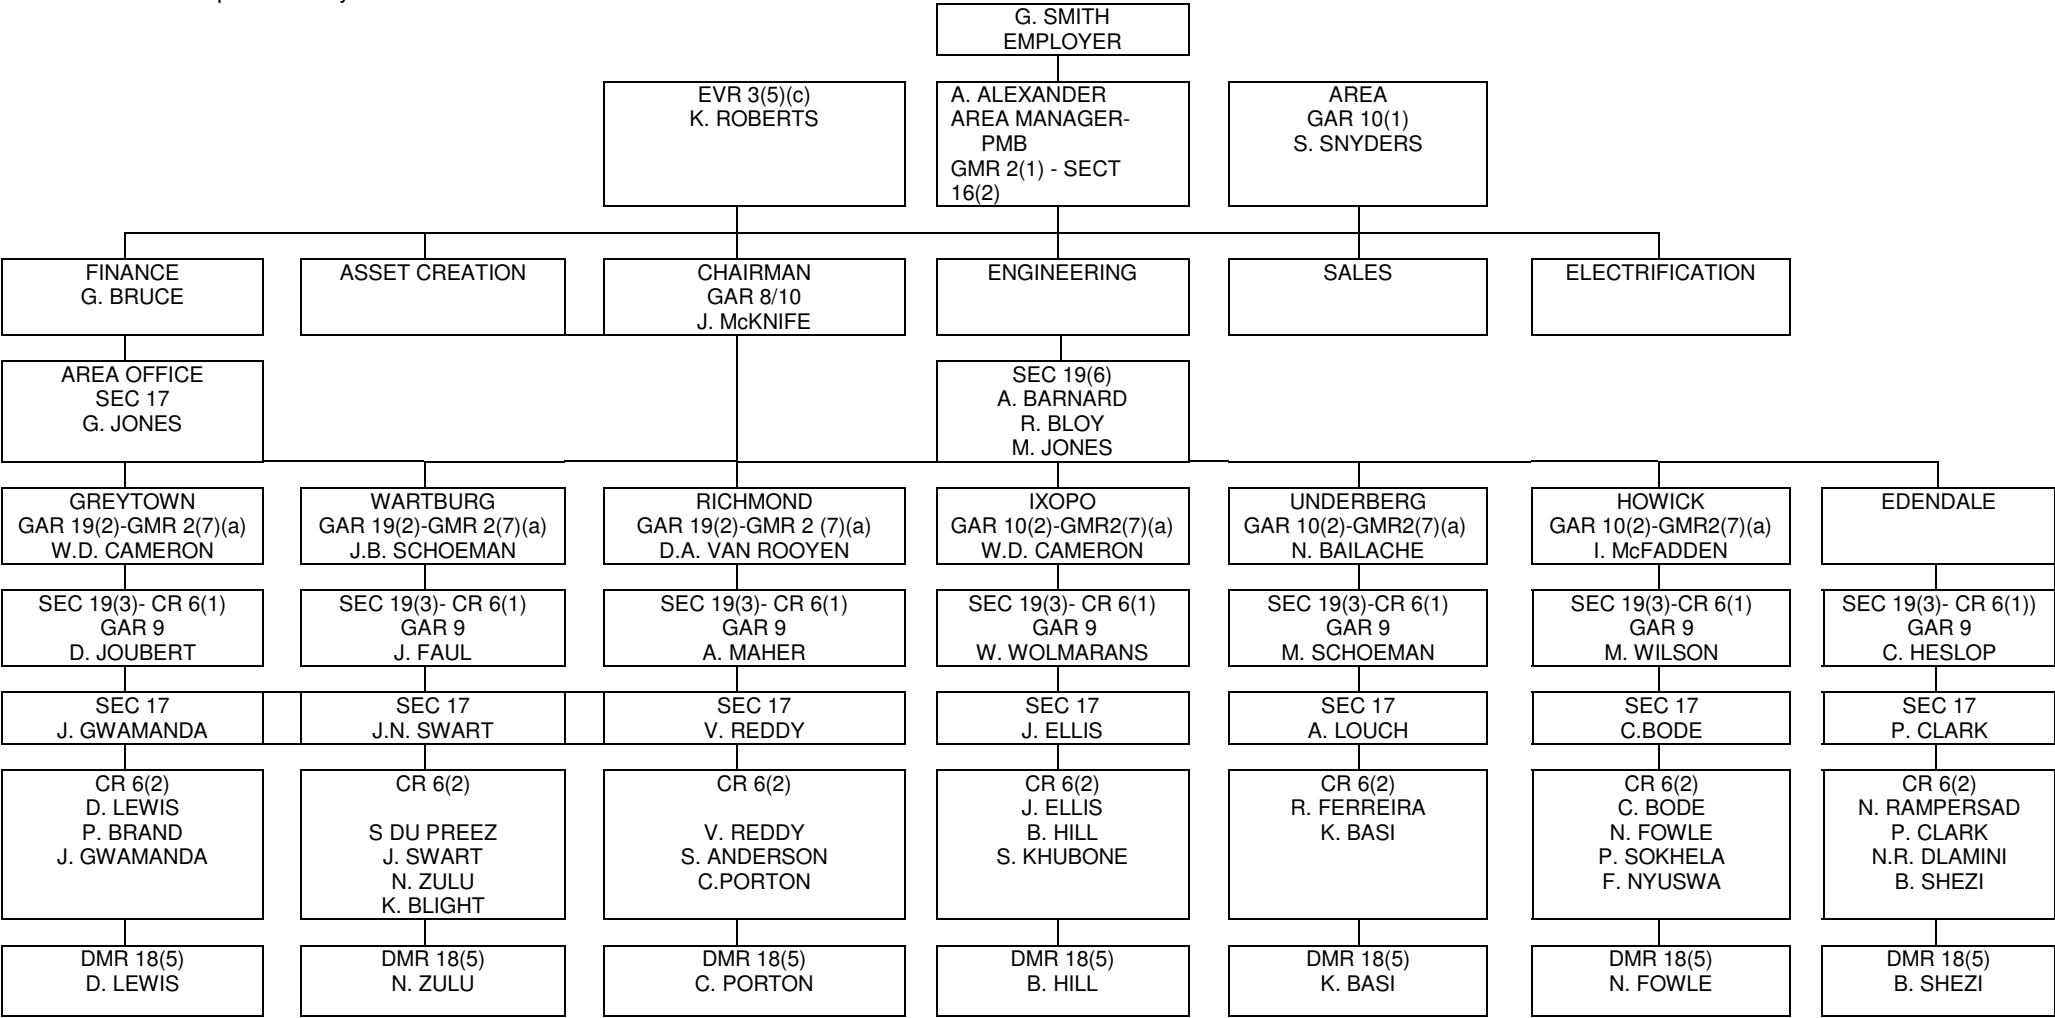 G. SMITH
EMPLOYER
EVR 3(5)(c)
K. ROBERTS
A. ALEXANDER
AREA MANAGER-
PMB
GMR 2(1) - SECT
16(2)
AREA
GAR 10(1)
S. SNYDERS
FINANCE
G. BRUCE
ASSET CREATION
CHAIRMAN
GAR 8/10
J. McKNIFE
ENGINEERING
SALES
ELECTRIFICATION
AREA OFFICE
SEC 17
G. JONES
SEC 19(6)
A. BARNARD
R. BLOY
M. JONES
GREYTOWN
GAR 19(2)-GMR 2(7)(a)
W.D. CAMERON
WARTBURG
GAR 19(2)-GMR 2(7)(a)
J.B. SCHOEMAN
RICHMOND
GAR 19(2)-GMR 2 (7)(a)
D.A. VAN ROOYEN
IXOPO
GAR 10(2)-GMR2(7)(a)
W.D. CAMERON
UNDERBERG
GAR 10(2)-GMR2(7)(a)
N. BAILACHE
HOWICK
GAR 10(2)-GMR2(7)(a)
I. McFADDEN
EDENDALE
SEC 19(3)- CR 6(1)
GAR 9
D. JOUBERT
SEC 19(3)- CR 6(1)
GAR 9
J. FAUL
SEC 19(3)- CR 6(1)
GAR 9
A. MAHER
SEC 19(3)- CR 6(1)
GAR 9
W. WOLMARANS
SEC 19(3)-CR 6(1)
GAR 9
M. SCHOEMAN
SEC 19(3)-CR 6(1)
GAR 9
M. WILSON
SEC 19(3)- CR 6(1))
GAR 9
C. HESLOP
SEC 17
J. GWAMANDA
SEC 17
J.N. SWART
SEC 17
V. REDDY
SEC 17
J. ELLIS
SEC 17
A. LOUCH
SEC 17
C.BODE
SEC 17
P. CLARK
CR 6(2)
D. LEWIS
P. BRAND
J. GWAMANDA
CR 6(2)
S DU PREEZ
J. SWART
N. ZULU
K. BLIGHT
CR 6(2)
V. REDDY
S. ANDERSON
C.PORTON
CR 6(2)
J. ELLIS
B. HILL
S. KHUBONE
CR 6(2)
R. FERREIRA
K. BASI
CR 6(2)
C. BODE
N. FOWLE
P. SOKHELA
F. NYUSWA
CR 6(2)
N. RAMPERSAD
P. CLARK
N.R. DLAMINI
B. SHEZI
DMR 18(5)
D. LEWIS
DMR 18(5)
N. ZULU
DMR 18(5)
C. PORTON
DMR 18(5)
B. HILL
DMR 18(5)
K. BASI
DMR 18(5)
N. FOWLE
DMR 18(5)
B. SHEZI